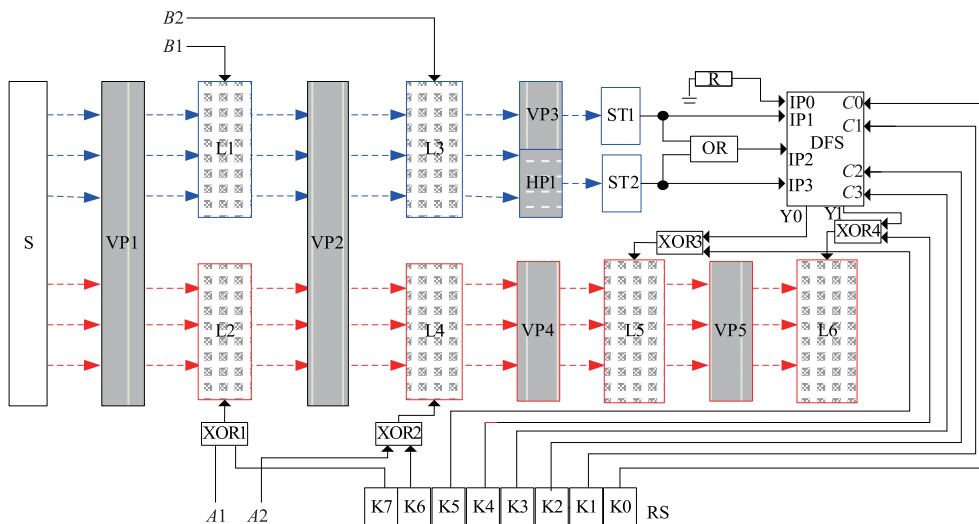 B2
B1
R
C0
IP0
IP1
C1
VP3
ST1
DFS
L1
L3
OR
IP2
C2
HP1
ST2
IP3
C3
Y0
Y1
XOR4
S
VP1
VP2
XOR3
L2
L4
VP4
L5
VP5
L6
XOR1
XOR2
A1
A2
K7
K6
K5
K4
K3
K2
K1
K0
RS